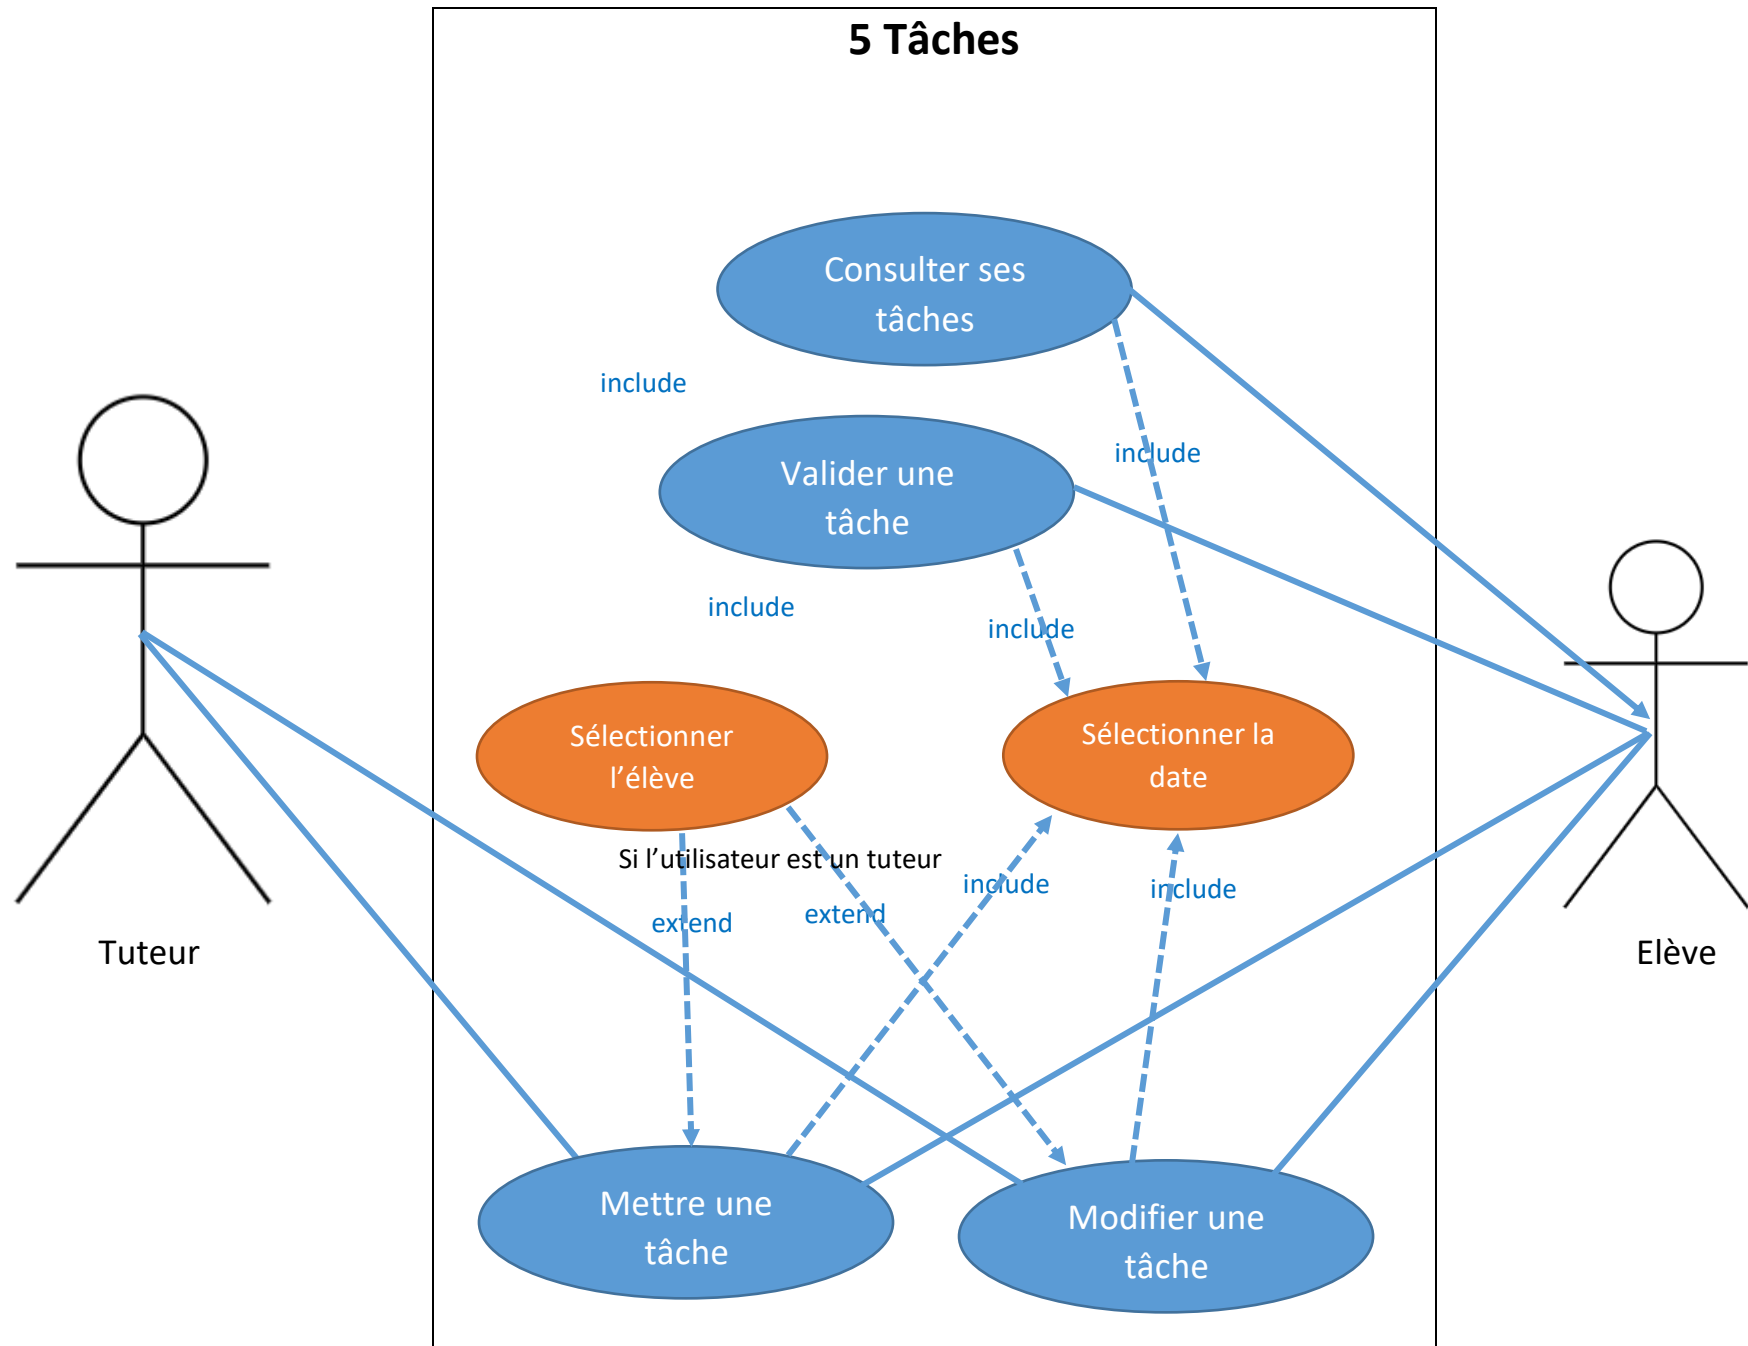 5 Tâches
Consulter ses
tâches
include
include
Valider une
tâche
include
include
Sélectionner
l'élève
Sélectionner la
date
Si l'utilisateur est un tuteur
include
include
extend
extend
Tuteur
Elève
Mettre une
tâche
Modifier une
tâche